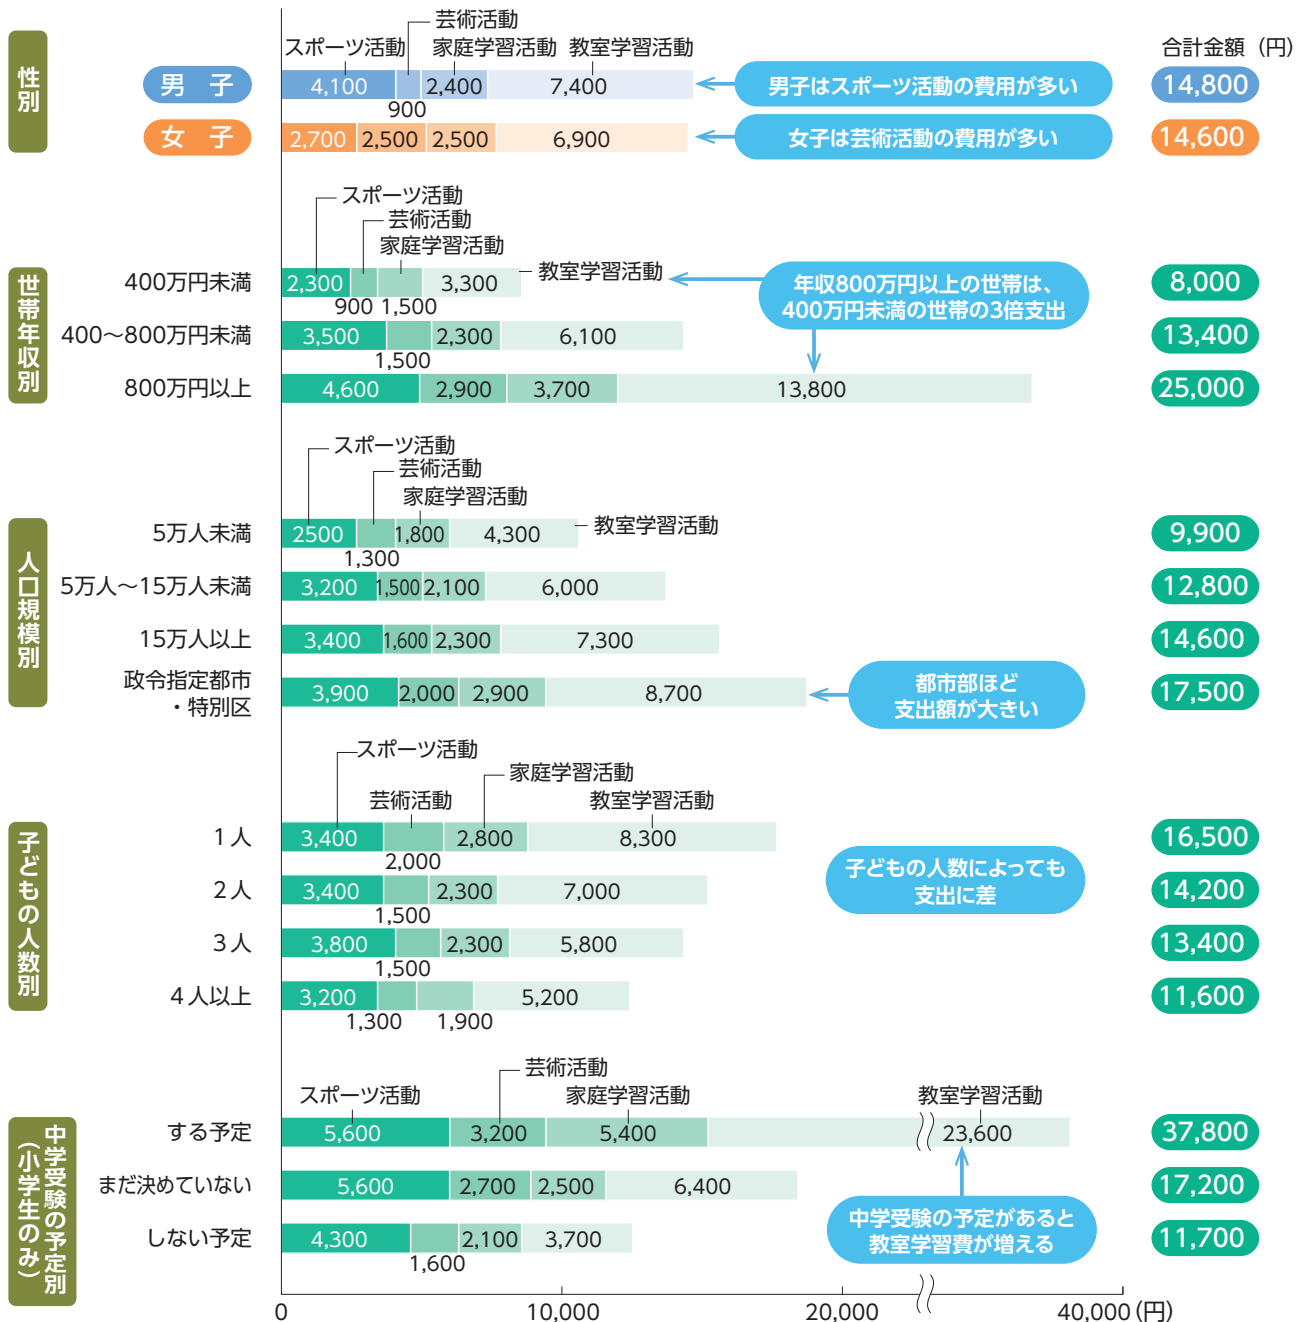 性別
芸術活動
スポーツ活動 家庭学習活動 教室学習活動 合計金額（円）
男 子 4,100 900 2,400 7,400 男子はスポーツ活動の費用が多い 14,800
女 子 2,700 2,500 2,500 6,900 女子は芸術活動の費用が多い 14,600
世帯年収別
スポーツ活動
芸術活動
家庭学習活動
教室学習活動
400万円未満 2,300 900 1,500 3,300 8,000
年収800万円以上の世帯は、
400万円未満の世帯の3倍支出
400〜800万円未満 3,500 1,500 2,300 6,100 13,400
800万円以上 4,600 2,900 3,700 13,800 25,000
人口規模別
スポーツ活動
芸術活動
家庭学習活動
教室学習活動
5万人未満 2500 1,300 1,800 4,300 9,900
5万人〜15万人未満 3,200 1,500 2,100 6,000 12,800
15万人以上 3,400 1,600 2,300 7,300 14,600
政令指定都市
・特別区 3,900 2,000 2,900 8,700 17,500
都市部ほど
支出額が大きい
子どもの人数別
スポーツ活動
家庭学習活動
芸術活動 教室学習活動
1人 3,400 2,000 2,800 8,300 16,500
子どもの人数によっても
支出に差
2人 3,400 1,500 2,300 7,000 14,200
3人 3,800 1,500 2,300 5,800 13,400
4人以上 3,200 1,300 1,900 5,200 11,600
中学受験の予定別
（小学生のみ）
芸術活動
スポーツ活動 家庭学習活動 教室学習活動
する予定 5,600 3,200 5,400 23,600 37,800
まだ決めていない 5,600 2,700 2,500 6,400 17,200
中学受験の予定があると
教室学習費が増える
しない予定 4,300 1,600 2,100 3,700 11,700
0 10,000 20,000 40,000 (円)